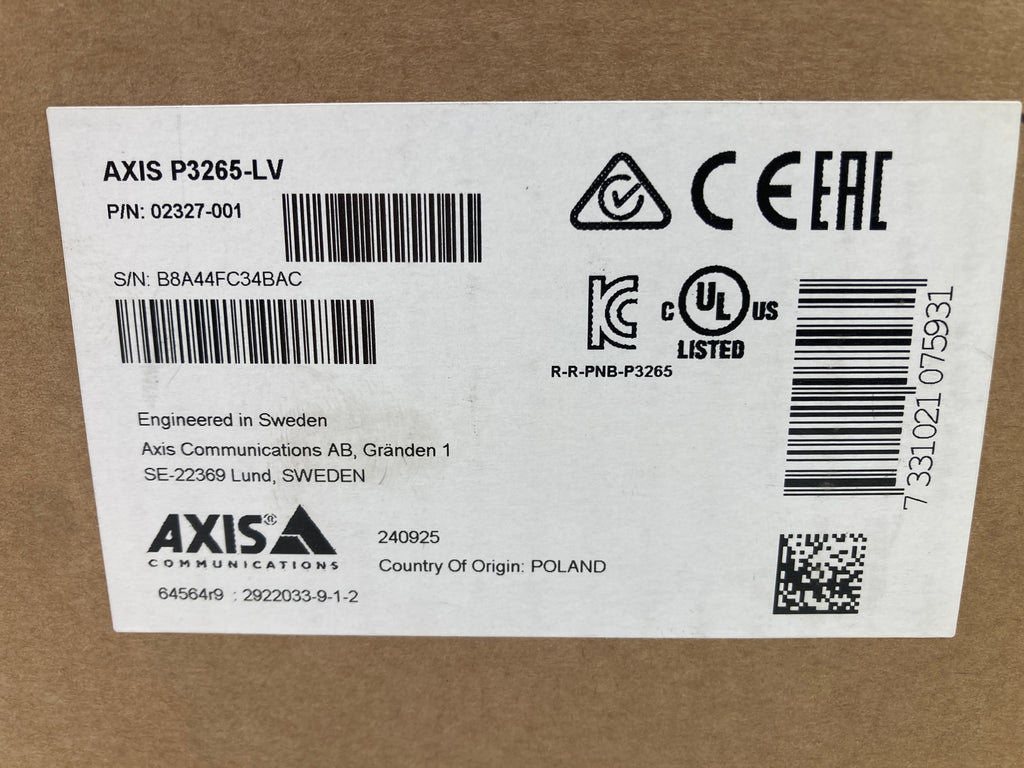 AXIS P3265-LV
P/N: 02327-001
S/N: B8A44FC34BAC
CE EAC
KC
C UL US
LISTED
R-R-PNB-P3265
7 331021 075931
Engineered in Sweden
Axis Communications AB, Gränden 1
SE-22369 Lund, SWEDEN
AXIS®
COMMUNICATIONS
240925
Country Of Origin: POLAND
64564r9 : 2922033-9-1-2